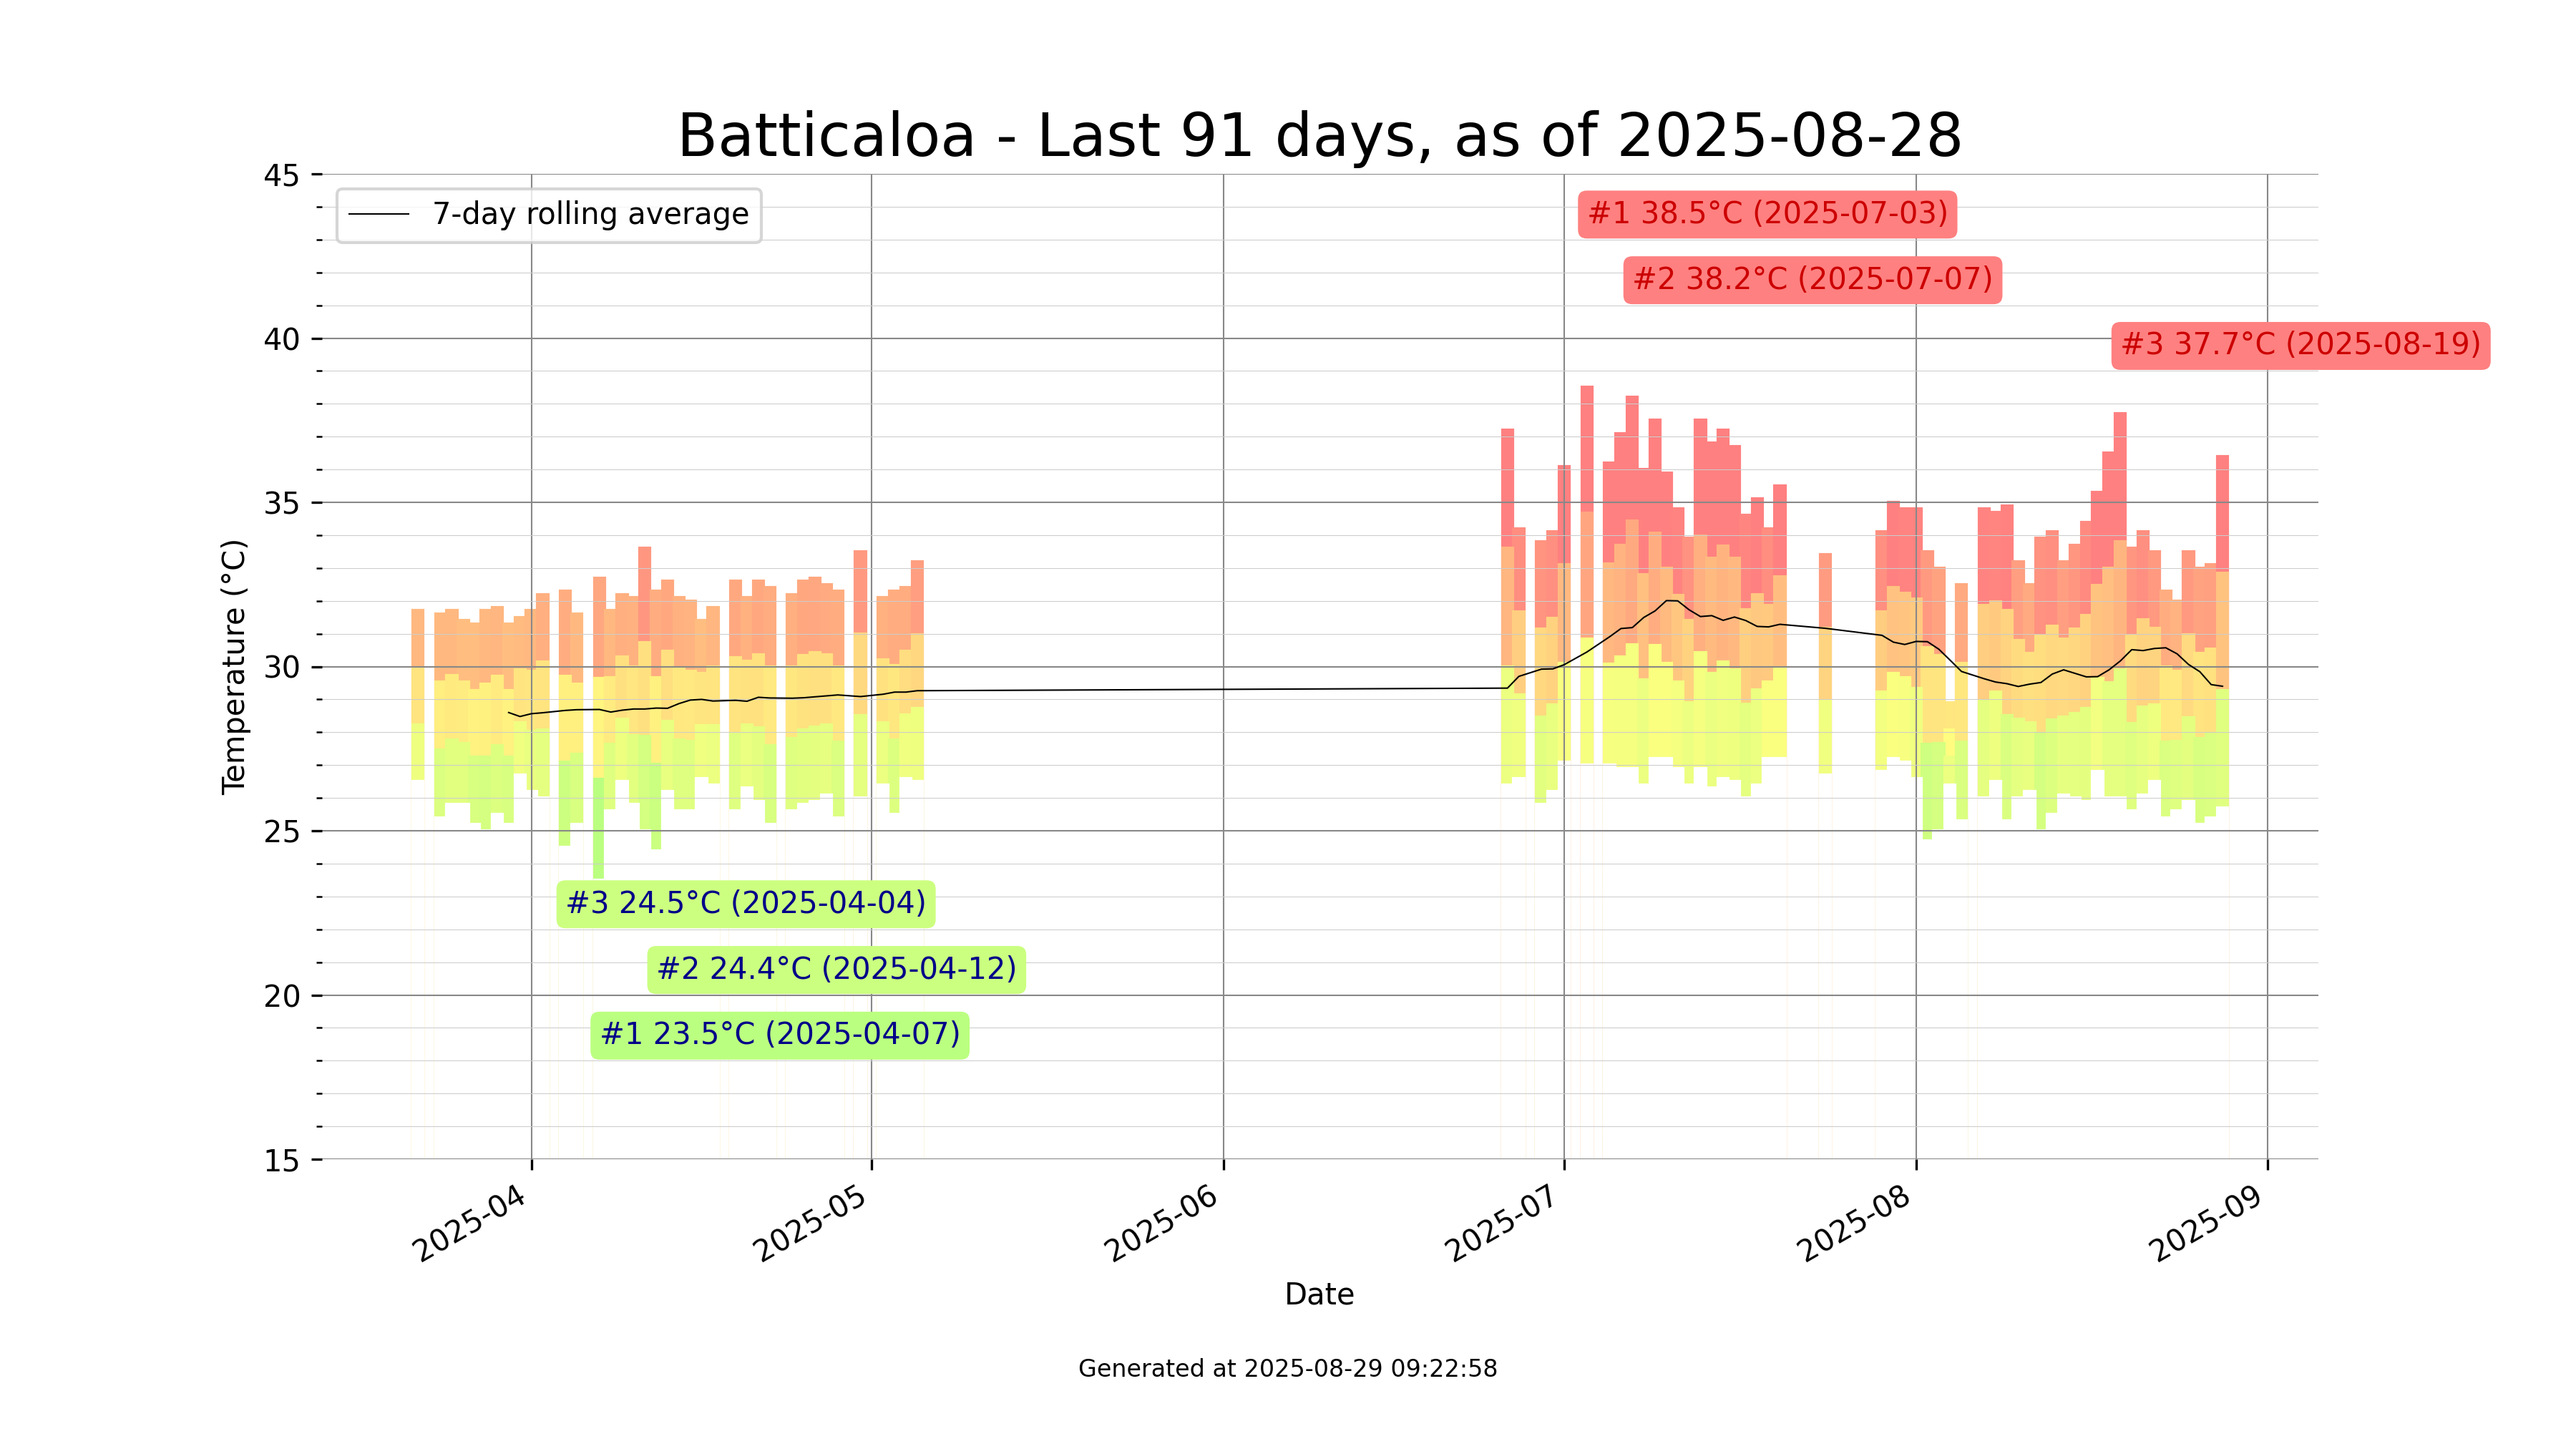 Batticaloa - Last 91 days, as of 2025-08-28
45
7-day rolling average
#1 38.5°C (2025-07-03)
#2 38.2°C (2025-07-07)
40
#3 37.7°C (2025-08-19)
35
Temperature (°C)
30
25
#3 24.5°C (2025-04-04)
#2 24.4°C (2025-04-12)
20
#1 23.5°C (2025-04-07)
15
2025-04
2025-05
2025-06
2025-07
2025-08
2025-09
Date
Generated at 2025-08-29 09:22:58